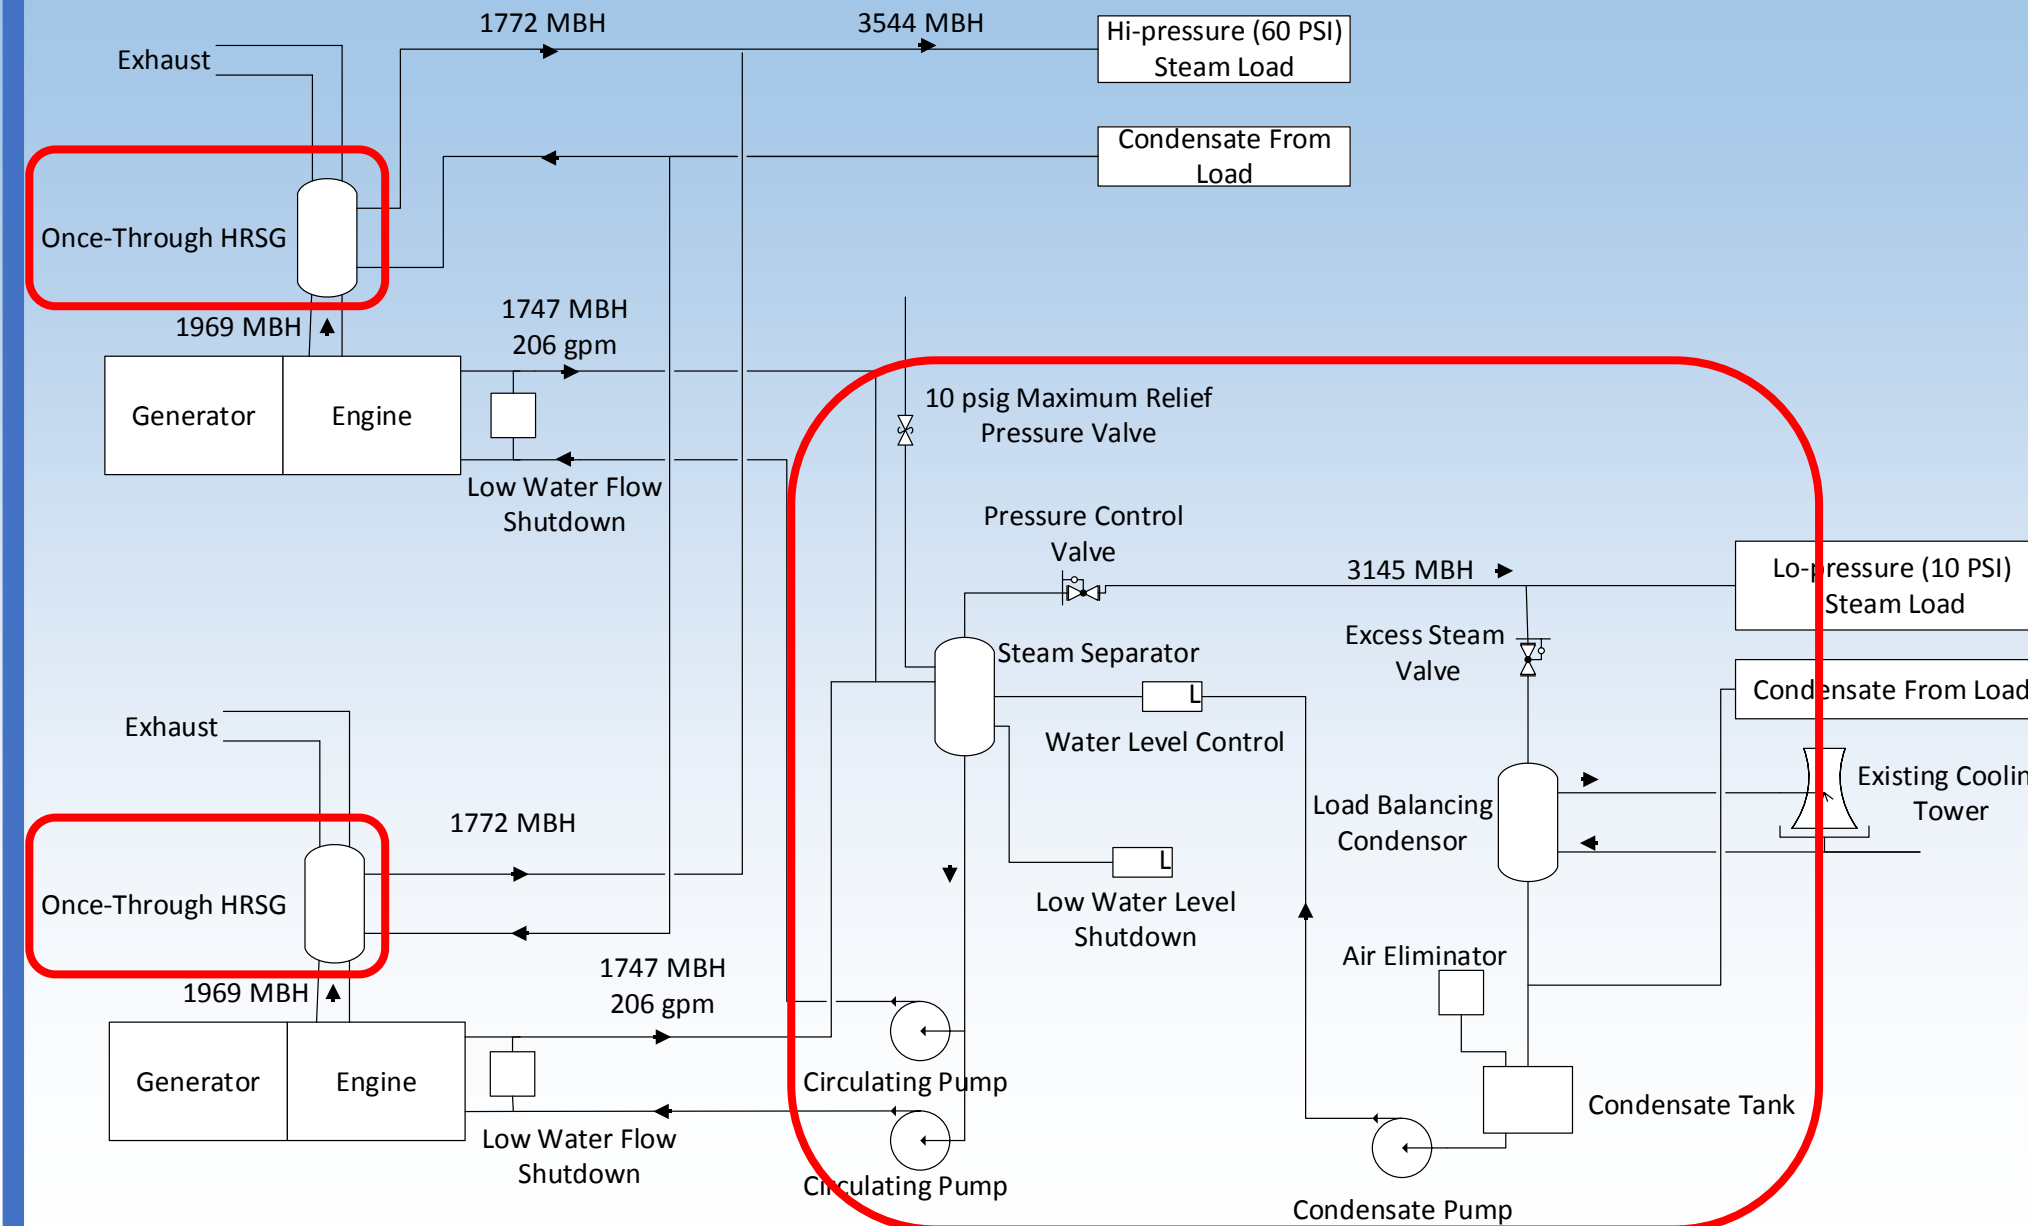 1772 MBH
3544 MBH
Hi-pressure (60 PSI)
Steam Load
Exhaust
Condensate From
Load
Once-Through HRSG
1969 MBH
1747 MBH
206 gpm
Generator
Engine
Low Water Flow
Shutdown
10 psig Maximum Relief
Pressure Valve
Pressure Control
Valve
3145 MBH
Lo-pressure (10 PSI)
Steam Load
Steam Separator
Excess Steam
Valve
Condensate From Load
L
Water Level Control
Exhaust
Load Balancing
Condensor
Existing Coolin
Tower
1772 MBH
L
Low Water Level
Shutdown
Once-Through HRSG
Air Eliminator
1969 MBH
1747 MBH
206 gpm
Generator
Engine
Circulating Pump
Condensate Tank
Low Water Flow
Shutdown
Circulating Pump
Condensate Pump